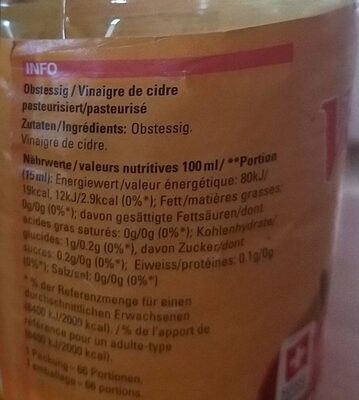 INFO
Obstessig / Vinaigre de cidre
pasteurisiert/pasteurisé
Zutaten/Ingrédients: Obstessig.
Vinaigre de cidre.
Nährwerte/valeurs nutritives 100 ml/ **Portion
(15 ml): Energiewert/valeur énergétique: 80kJ/
19kcal, 12kJ/2.9kcal (0%*); Fett/matières grasses:
0g/0g (0%*); davon gesättigte Fettsäuren/dont
acides gras saturés: 0g/0g (0%*); Kohlenhydrate/
glucides: 1g/0.2g (0%*), davon Zucker/dont
sucres: 0.2g/0g (0%*); Eiweiss/protéines: 0.1g/0g
(0%*); Salz/sel: 0g/0g (0%*)
* % der Referenzmenge für einen
durchschnittlichen Erwachsenen
(8400 kJ/2000 kcal). / % de l'apport de
référence pour un adulte-type
(8400 kJ/2000 kcal).
1 Packung = 66 Portionen.
1 emballage = 66 portions.